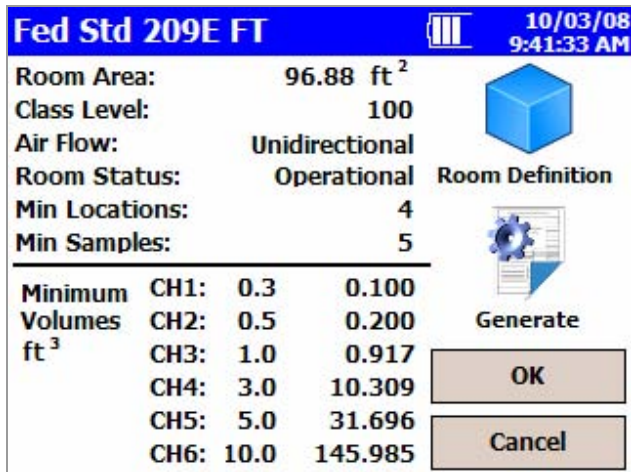 Fed Std 209E FT
10/03/08
9:41:33 AM
Room Area: 96.88 ft²
Class Level: 100
Air Flow: Unidirectional
Room Status: Operational
Min Locations: 4
Min Samples: 5
Room Definition
Generate
Minimum Volumes ft³
CH1: 0.3 0.100
CH2: 0.5 0.200
CH3: 1.0 0.917
CH4: 3.0 10.309
CH5: 5.0 31.696
CH6: 10.0 145.985
OK
Cancel